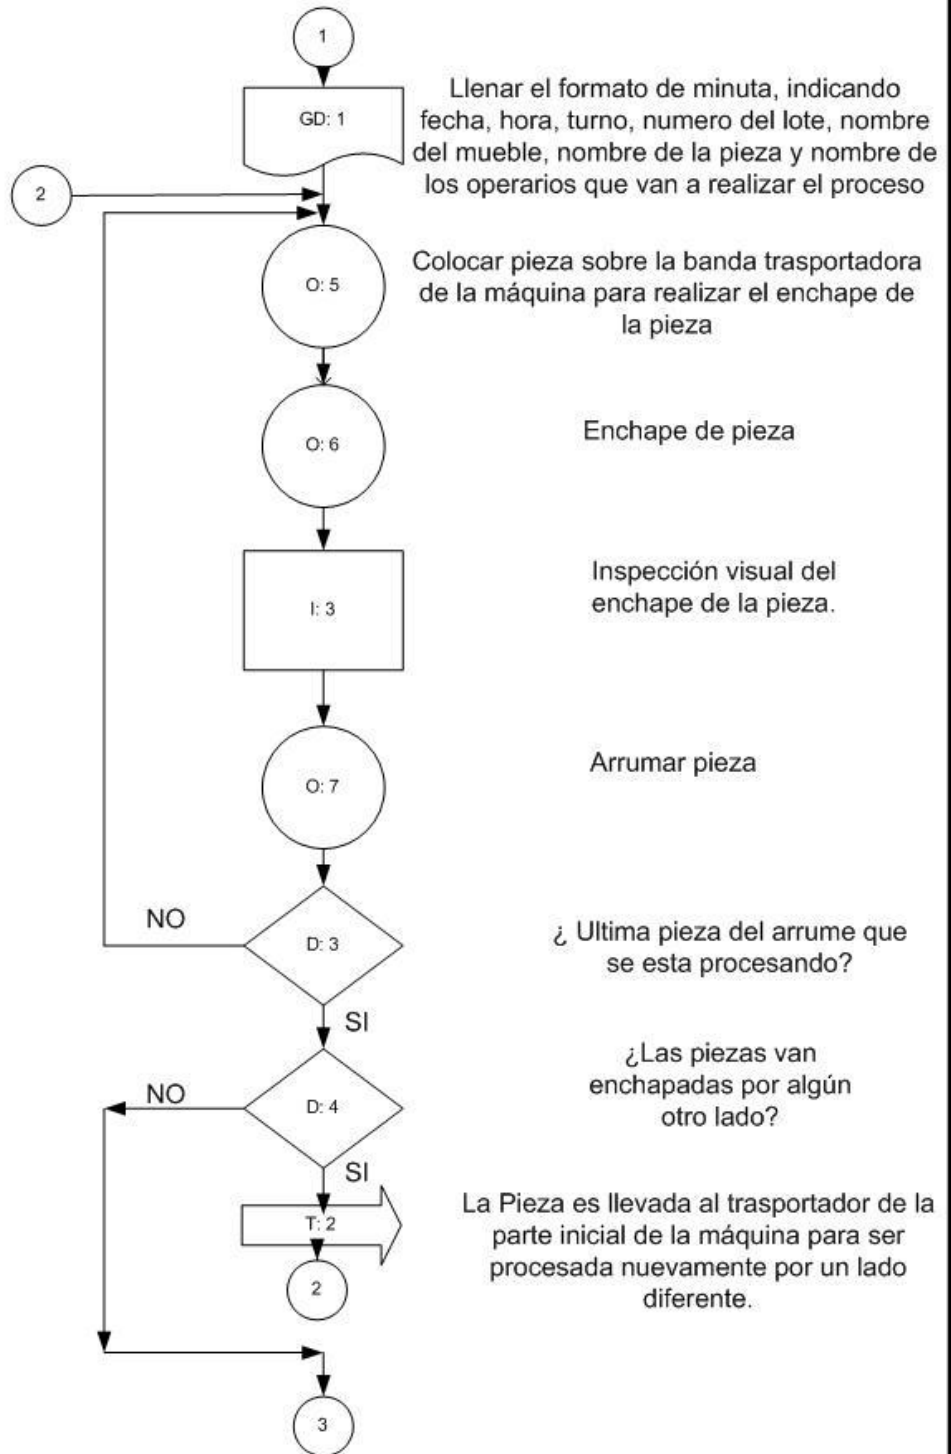 1
GD: 1
Llenar el formato de minuta, indicando
fecha, hora, turno, numero del lote, nombre
del mueble, nombre de la pieza y nombre de
los operarios que van a realizar el proceso
2
O: 5
Colocar pieza sobre la banda trasportadora
de la máquina para realizar el enchape de
la pieza
O: 6
Enchape de pieza
I: 3
Inspección visual del
enchape de la pieza.
O: 7
Arrumar pieza
NO
D: 3
¿ Ultima pieza del arrume que
se esta procesando?
SI
NO
D: 4
¿Las piezas van
enchapadas por algún
otro lado?
SI
T: 2
La Pieza es llevada al trasportador de la
parte inicial de la máquina para ser
procesada nuevamente por un lado
diferente.
2
3